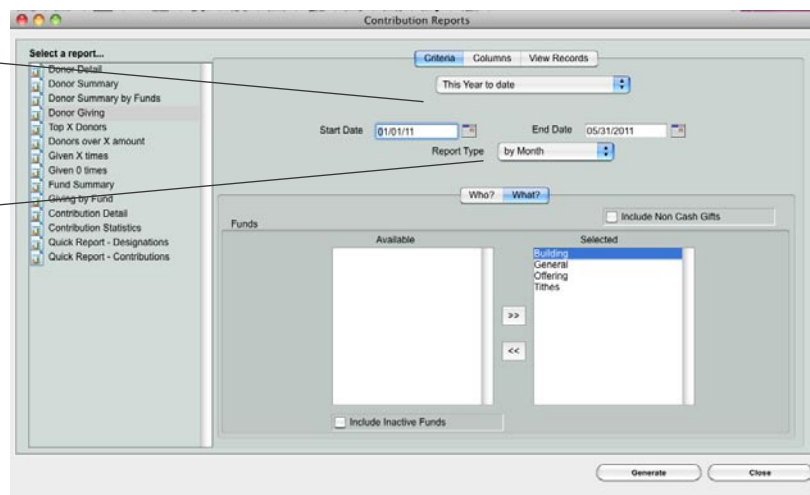 Contribution Reports
Select a report...
Donor Detail
Donor Summary
Donor Summary by Funds
Donor Giving
Top X Donors
Donors over X amount
Given X times
Given 0 times
Fund Summary
Giving by Fund
Contribution Detail
Contribution Statistics
Quick Report - Designations
Quick Report - Contributions
Criteria Columns View Records
This Year to date
Start Date 01/01/11 End Date 05/31/2011
Report Type by Month
Who? What?
Include Non Cash Gifts
Funds
Available Selected
Building
General
Offering
Tithes
>>
<<
Include Inactive Funds
Generate Close